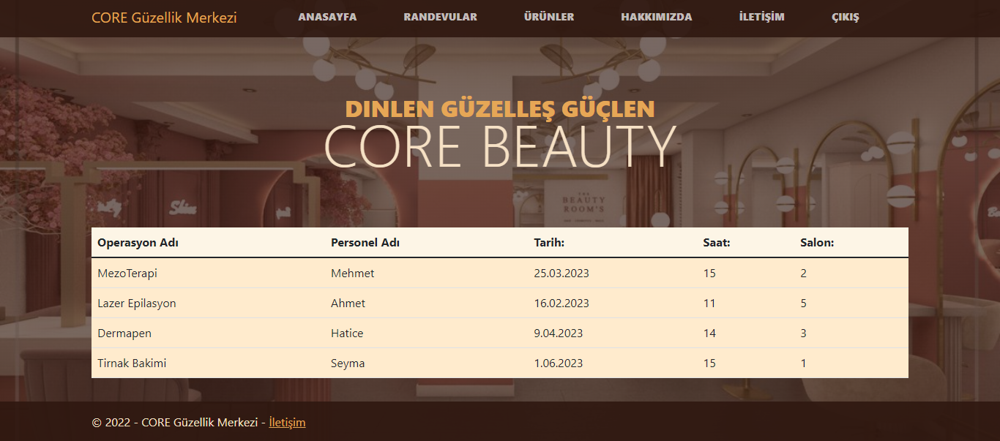 CORE Güzellik Merkezi ANASAYFA RANDEVULAR ÜRÜNLER HAKKIMIZDA İLETİŞİM ÇIKIŞ
DINLEN GÜZELLEŞ GÜÇLEN
CORE BEAUTY
Shine
THE
BEAUTY
ROOM'S
Operasyon Adı Personel Adı Tarih: Saat: Salon:
MezoTerapi Mehmet 25.03.2023 15 2
Lazer Epilasyon Ahmet 16.02.2023 11 5
Dermapen Hatice 9.04.2023 14 3
Tirnak Bakimi Seyma 1.06.2023 15 1
© 2022 - CORE Güzellik Merkezi - İletişim